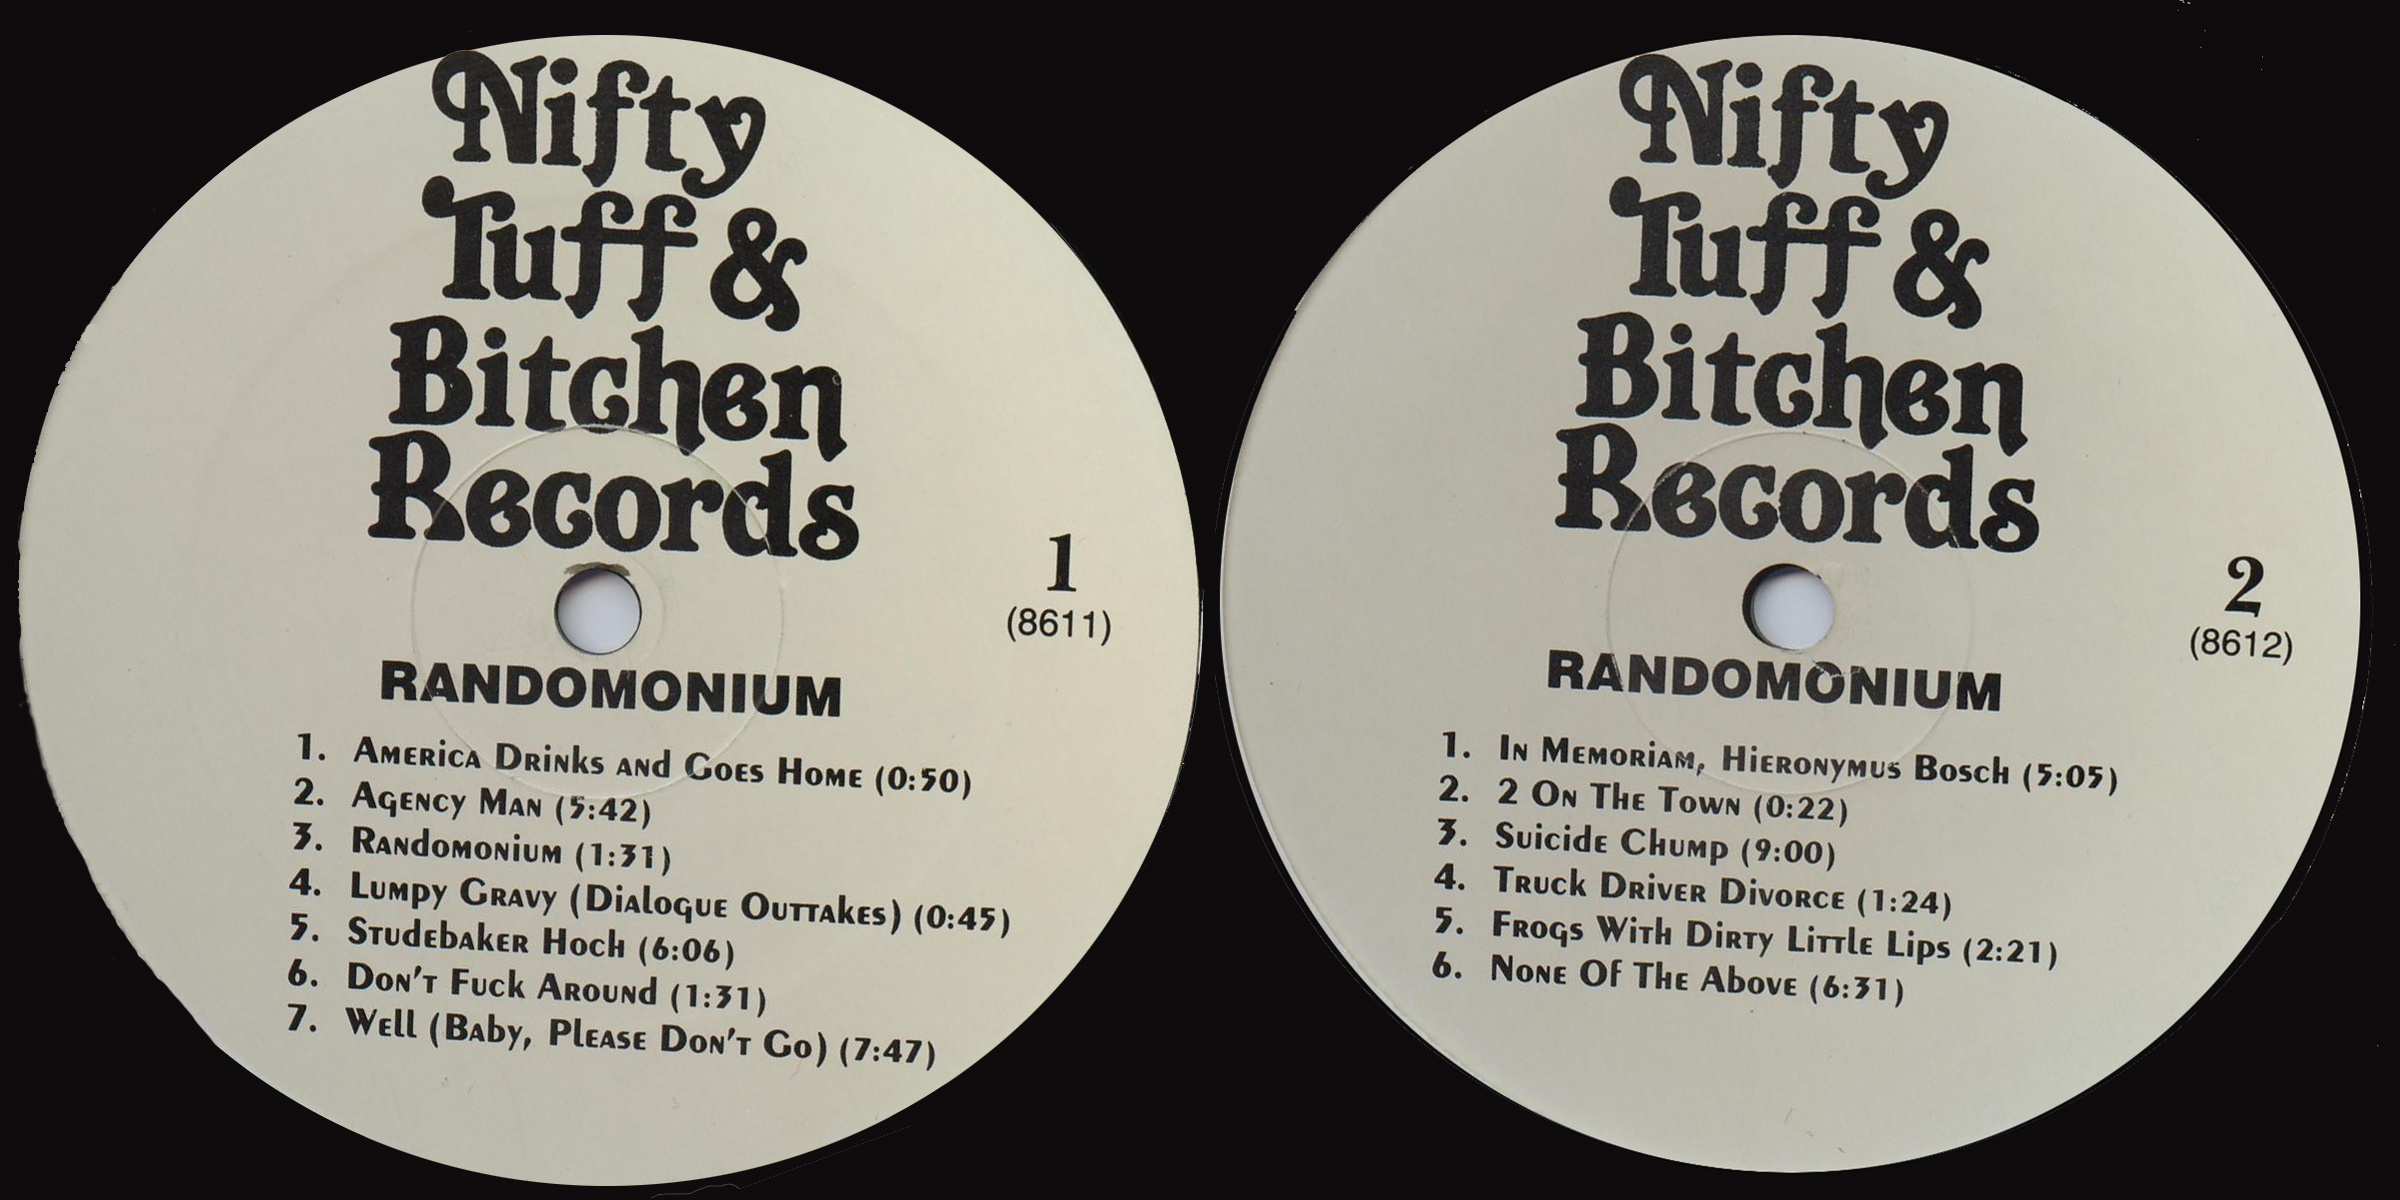 Nifty
Tuff &
Bitchen
Records
1
(8611)
RANDOMONIUM
1. America Drinks and Goes Home (0:50)
2. Agency Man (5:42)
3. Randomonium (1:31)
4. Lumpy Gravy (Dialogue Outtakes) (0:45)
5. Studebaker Hoch (6:06)
6. Don't Fuck Around (1:31)
7. Well (Baby, Please Don't Go) (7:47)
Nifty
Tuff &
Bitchen
Records
2
(8612)
RANDOMONIUM
1. In Memoriam, Hieronymus Bosch (5:05)
2. 2 On The Town (0:22)
3. Suicide Chump (9:00)
4. Truck Driver Divorce (1:24)
5. Frogs With Dirty Little Lips (2:21)
6. None Of The Above (6:31)